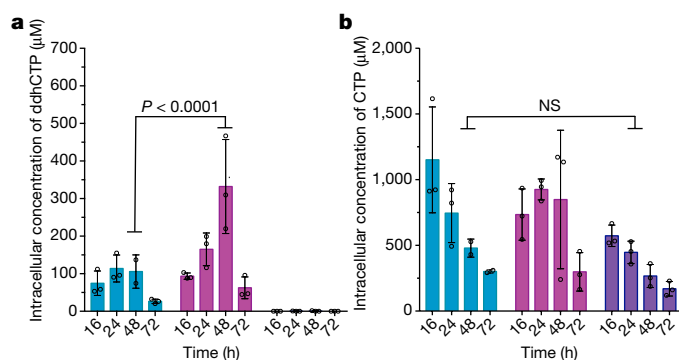 a
Intracellular concentration of ddhCTP (μM)
700
600
500
400
300
200
100
0
P < 0.0001
16 24 48 72 16 24 48 72 16 24 48 72
Time (h)
b
Intracellular concentration of CTP (μM)
2,000
1,500
1,000
500
0
NS
16 24 48 72 16 24 48 72 16 24 48 72
Time (h)